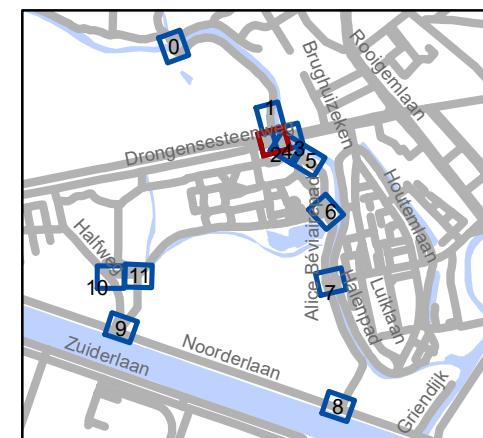 0
Rooigemlaan
Brughuizeken
1
Drongensesteenweg
2
4
3
5
Houtemlaan
Alice Béviairepad
6
Halfweg
10
11
7
Halenpad
Luiklaan
9
Noorderlaan
Zuiderlaan
8
Griendijk